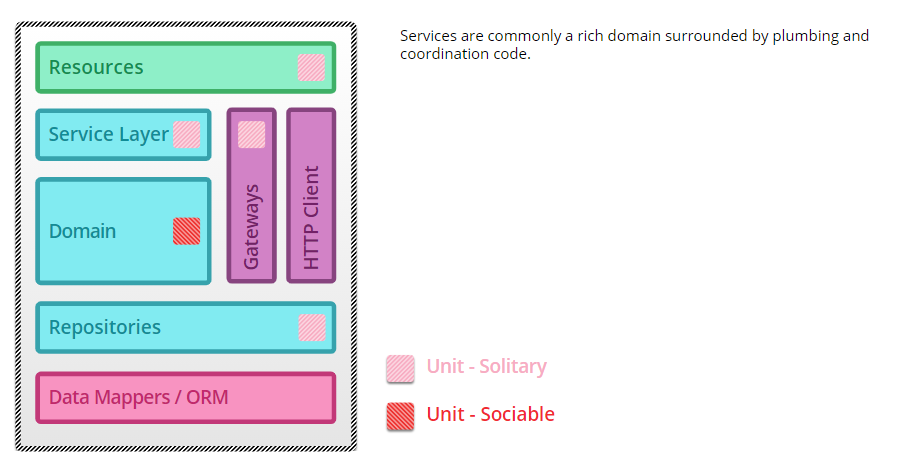 Resources
Service Layer
Domain
Gateways
HTTP Client
Repositories
Data Mappers / ORM
Services are commonly a rich domain surrounded by plumbing and
coordination code.
Unit - Solitary
Unit - Sociable